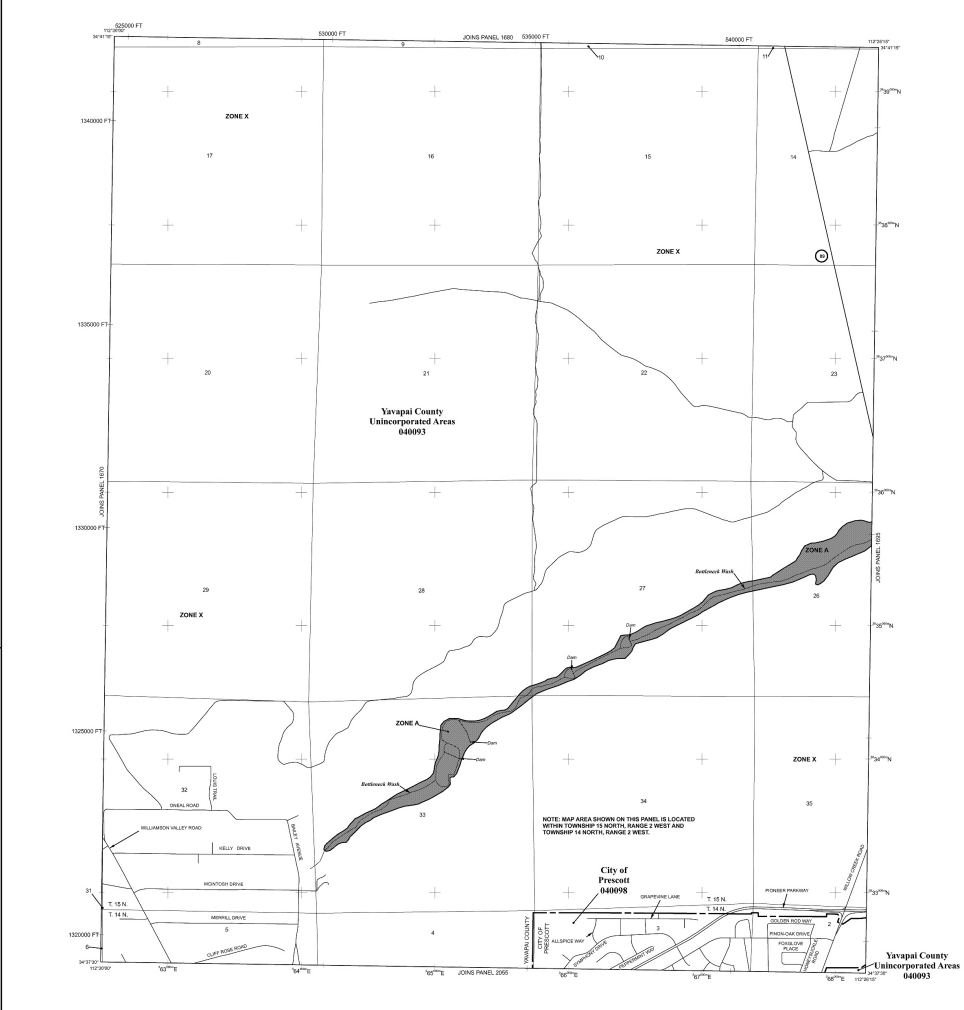 525000 FT
112°30'00"
34°41'15"
530000 FT
JOINS PANEL 1680
535000 FT
540000 FT
112°26'15"
34°41'15"
8
9
10
11
ZONE X
1340000 FT
17
16
15
14
ZONE X
89
1335000 FT
20
21
22
23
Yavapai County
Unincorporated Areas
040093
JOINS PANEL 1670
1330000 FT
JOINS PANEL 1695
ZONE A
Bottleneck Wash
29
28
27
26
ZONE X
Dam
Dam
ZONE A
1325000 FT
Dam
Dam
ZONE X
Bottleneck Wash
32
LOUIS TRAIL
ONEAL ROAD
33
34
35
NOTE: MAP AREA SHOWN ON THIS PANEL IS LOCATED
WITHIN TOWNSHIP 15 NORTH, RANGE 2 WEST AND
TOWNSHIP 14 NORTH, RANGE 2 WEST.
WILLIAMSON VALLEY ROAD
BAILEY AVENUE
KELLY DRIVE
WILLOW CREEK ROAD
City of
Prescott
040098
MCINTOSH DRIVE
31
GRAPEVINE LANE
PIONEER PARKWAY
T. 15 N.
T. 14 N.
T. 15 N.
T. 14 N.
MERRILL DRIVE
5
4
3
2
GOLDEN ROD WAY
PINON-OAK DRIVE
FOXGLOVE
PLACE
YAVAPAI COUNTY
CITY OF
PRESCOTT
ALLSPICE WAY
SYMPHONY DRIVE
PEPPERMINT WAY
HONEYSUCKLE
ROAD
1320000 FT
6
CLIFF ROSE ROAD
34°37'30"
112°30'00"
JOINS PANEL 2055
34°37'30"
112°26'15"
Yavapai County
Unincorporated Areas
040093